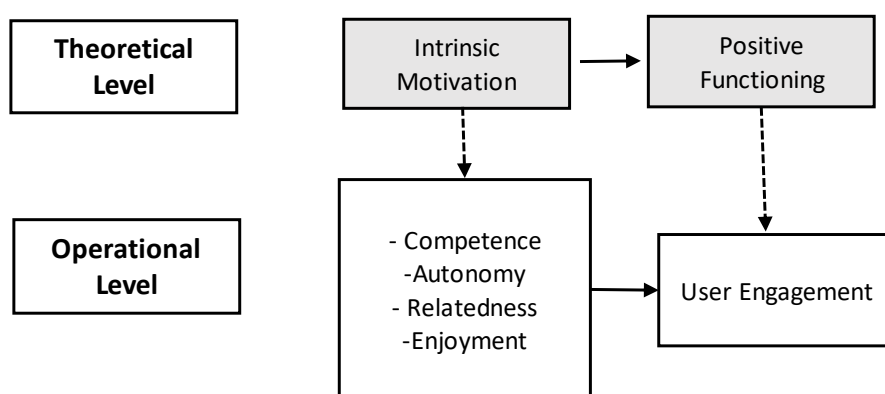 Theoretical
Level
Intrinsic
Motivation
Positive
Functioning
Operational
Level
- Competence
-Autonomy
- Relatedness
-Enjoyment
User Engagement